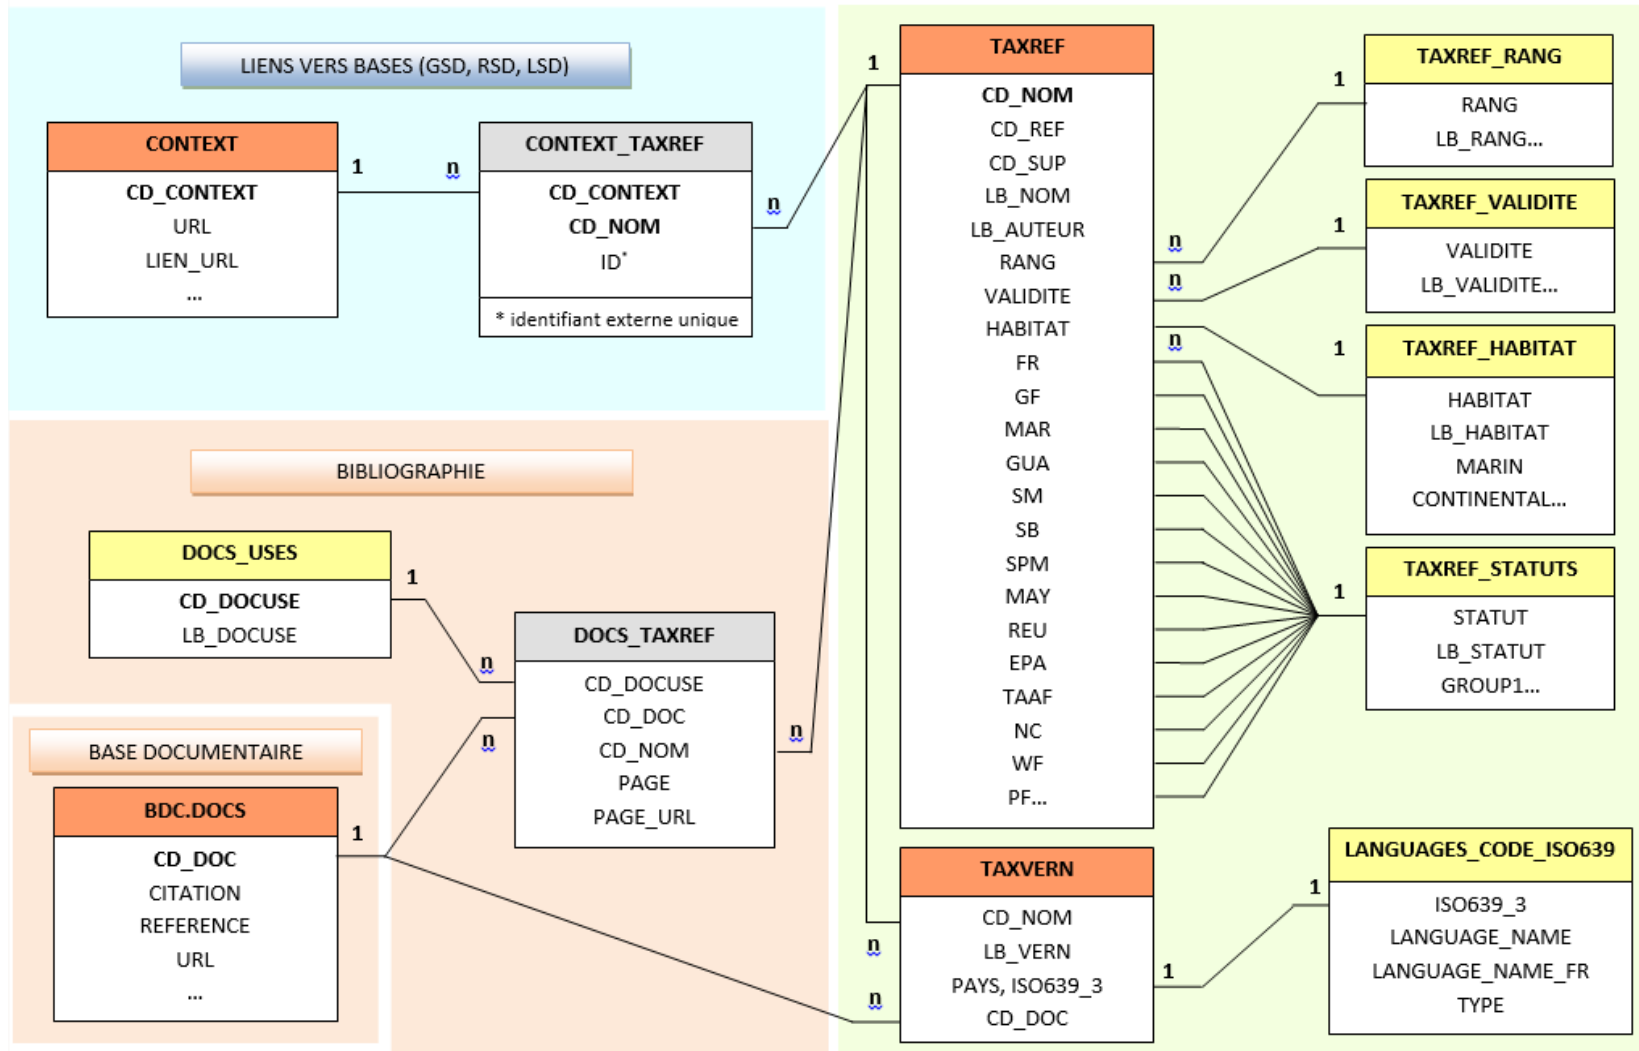 LIENS VERS BASES (GSD, RSD, LSD)
CONTEXT
CD_CONTEXT
URL
LIEN_URL
...
1
n
CONTEXT_TAXREF
CD_CONTEXT
CD_NOM
ID*
* identifiant externe unique
n
1
BIBLIOGRAPHIE
DOCS_USES
CD_DOCUSE
LB_DOCUSE
1
n
n
DOCS_TAXREF
CD_DOCUSE
CD_DOC
CD_NOM
PAGE
PAGE_URL
n
BASE DOCUMENTAIRE
BDC.DOCS
CD_DOC
CITATION
REFERENCE
URL
...
1
TAXREF
CD_NOM
CD_REF
CD_SUP
LB_NOM
LB_AUTEUR
RANG
VALIDITE
HABITAT
FR
GF
MAR
GUA
SM
SB
SPM
MAY
REU
EPA
TAAF
NC
WF
PF...
n
n
n
1
TAXREF_RANG
RANG
LB_RANG...
1
TAXREF_VALIDITE
VALIDITE
LB_VALIDITE...
1
TAXREF_HABITAT
HABITAT
LB_HABITAT
MARIN
CONTINENTAL...
1
TAXREF_STATUTS
STATUT
LB_STATUT
GROUP1...
n
n
TAXVERN
CD_NOM
LB_VERN
PAYS, ISO639_3
CD_DOC
1
1
LANGUAGES_CODE_ISO639
ISO639_3
LANGUAGE_NAME
LANGUAGE_NAME_FR
TYPE